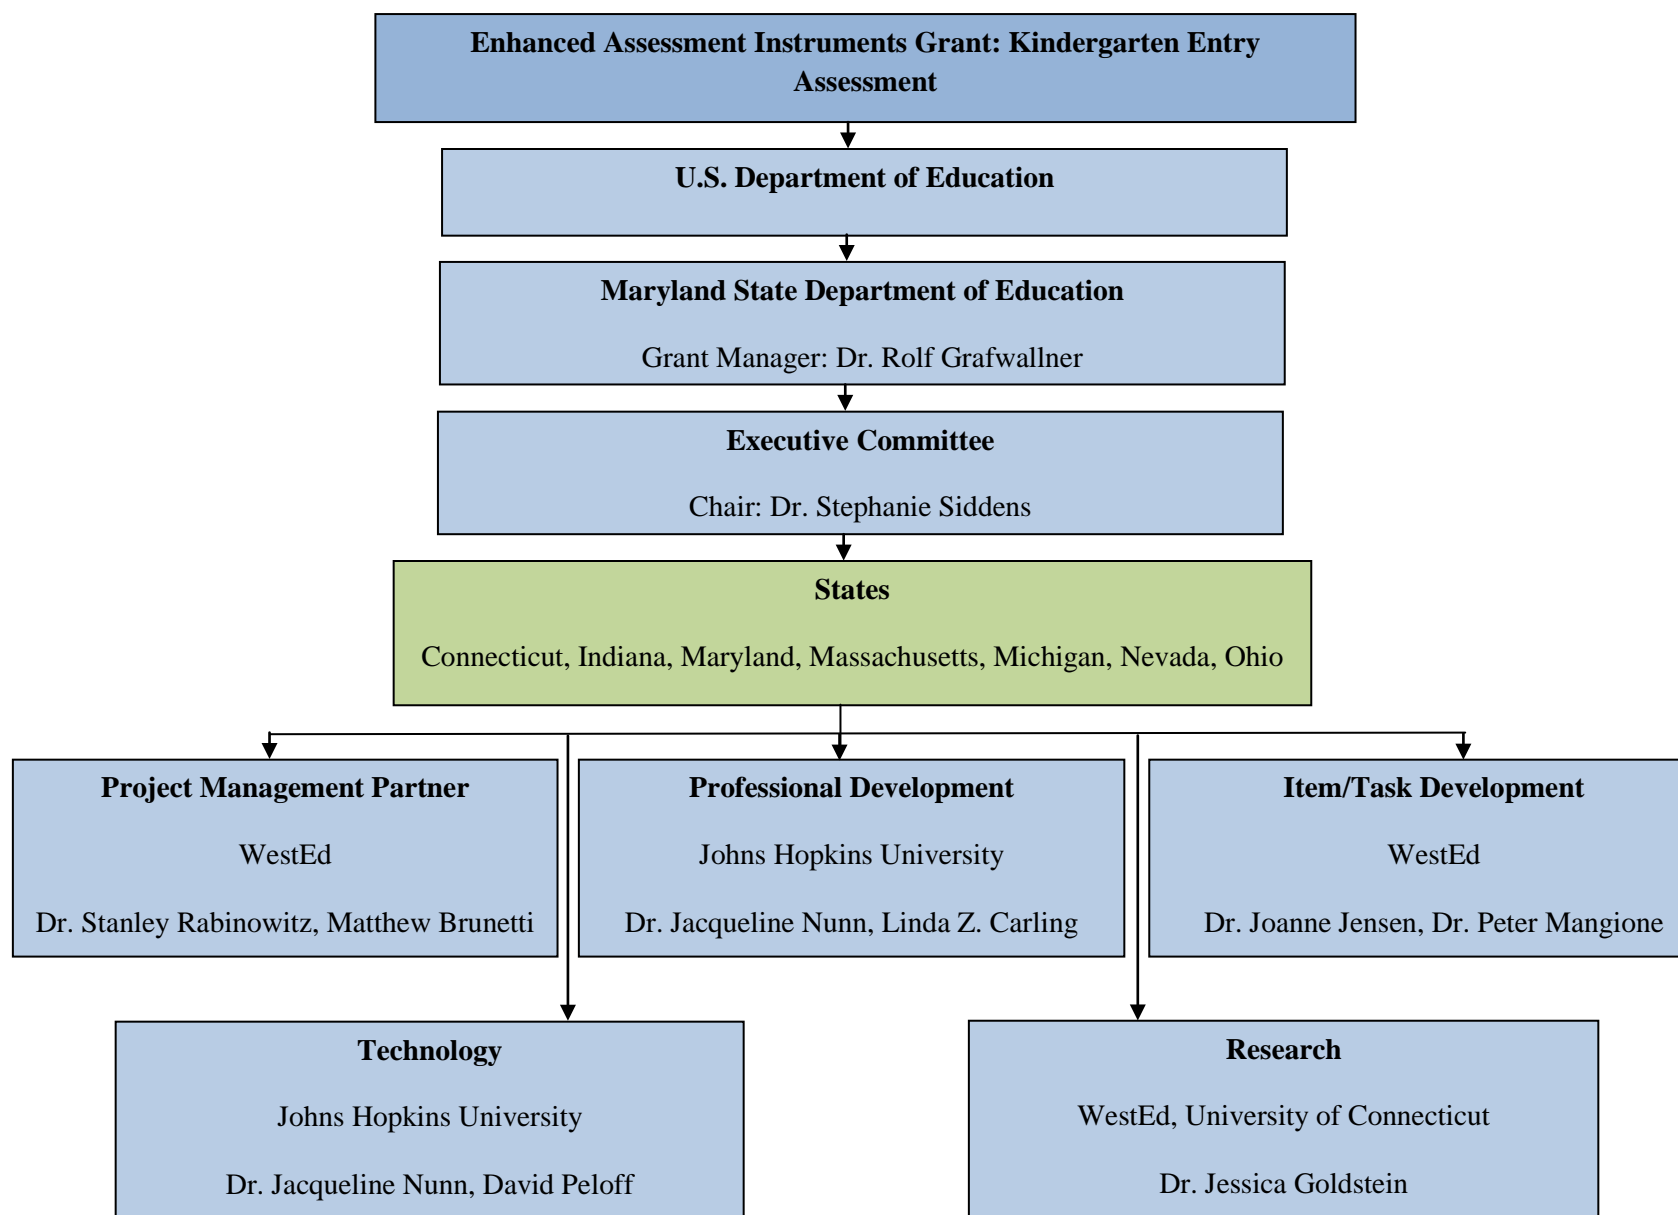 Enhanced Assessment Instruments Grant: Kindergarten Entry
Assessment
U.S. Department of Education
Maryland State Department of Education
Grant Manager: Dr. Rolf Grafwallner
Executive Committee
Chair: Dr. Stephanie Siddens
States
Connecticut, Indiana, Maryland, Massachusetts, Michigan, Nevada, Ohio
Project Management Partner
WestEd
Dr. Stanley Rabinowitz, Matthew Brunetti
Professional Development
Johns Hopkins University
Dr. Jacqueline Nunn, Linda Z. Carling
Item/Task Development
WestEd
Dr. Joanne Jensen, Dr. Peter Mangione
Technology
Johns Hopkins University
Dr. Jacqueline Nunn, David Peloff
Research
WestEd, University of Connecticut
Dr. Jessica Goldstein